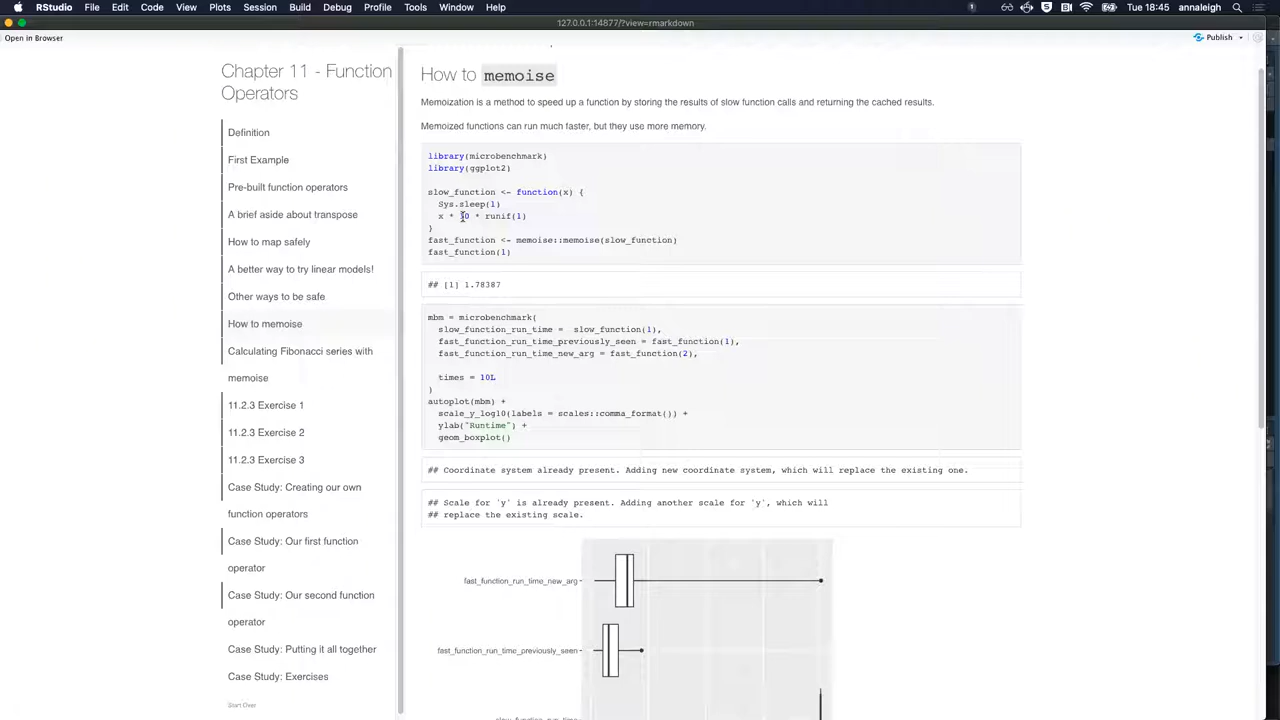 RStudio File Edit Code View Plots Session Build Debug Profile Tools Window Help Tue 18:45 annaleigh
127.0.0.1:14877/?view=rmarkdown
Open in Browser Publish
Chapter 11 - Function
Operators
Definition
First Example
Pre-built function operators
A brief aside about transpose
How to map safely
A better way to try linear models!
Other ways to be safe
How to memoise
Calculating Fibonacci series with
memoise
11.2.3 Exercise 1
11.2.3 Exercise 2
11.2.3 Exercise 3
Case Study: Creating our own
function operators
Case Study: Our first function
operator
Case Study: Our second function
operator
Case Study: Putting it all together
Case Study: Exercises
Start Over
How to memoise
Memoization is a method to speed up a function by storing the results of slow function calls and returning the cached results.
Memoized functions can run much faster, but they use more memory.
library(microbenchmark)
library(ggplot2)
slow_function <- function(x) {
Sys.sleep(1)
x * 10 * runif(1)
}
fast_function <- memoise::memoise(slow_function)
fast_function(1)
## [1] 1.78387
mbm = microbenchmark(
slow_function_run_time = slow_function(1),
fast_function_run_time_previously_seen = fast_function(1),
fast_function_run_time_new_arg = fast_function(2),
times = 10L
)
autoplot(mbm) +
scale_y_log10(labels = scales::comma_format()) +
ylab("Runtime") +
geom_boxplot()
## Coordinate system already present. Adding new coordinate system, which will replace the existing one.
## Scale for 'y' is already present. Adding another scale for 'y', which will
## replace the existing scale.
fast_function_run_time_new_arg
fast_function_run_time_previously_seen
slow_function_run_time